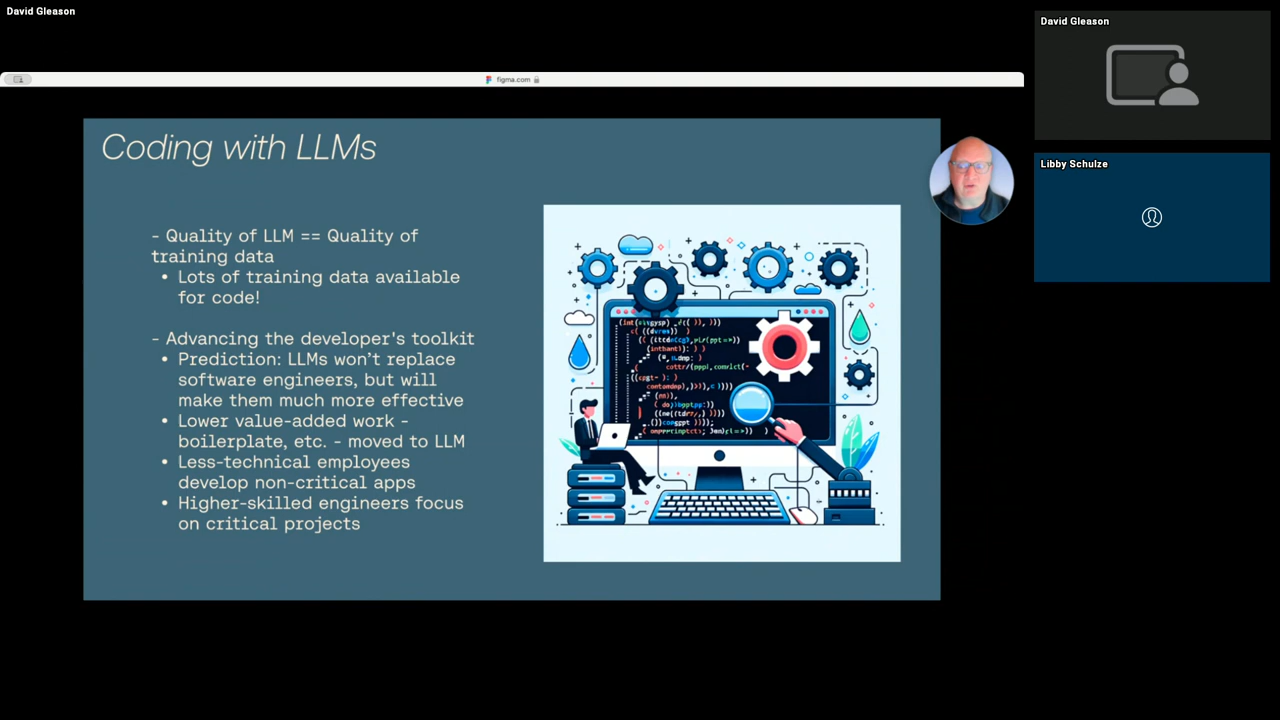 David Gleason
David Gleason
figma.com
Coding with LLMs
Libby Schulze
- Quality of LLM == Quality of
training data
• Lots of training data available
for code!
- Advancing the developer's toolkit
• Prediction: LLMs won't replace
software engineers, but will
make them much more effective
• Lower value-added work -
boilerplate, etc. - moved to LLM
• Less-technical employees
develop non-critical apps
• Higher-skilled engineers focus
on critical projects